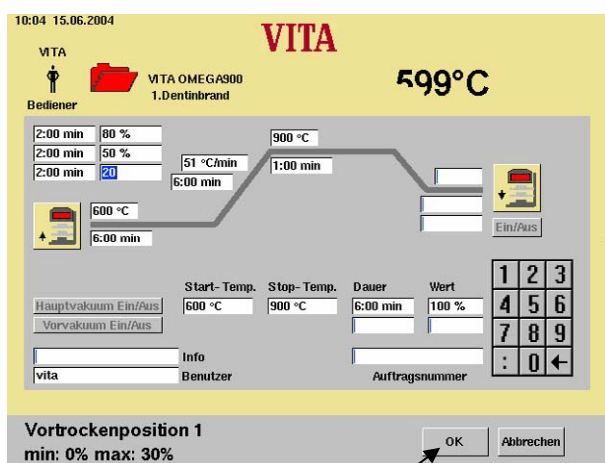 10:04 15.06.2004
VITA
VITA
Bediener
VITA OMEGA900
1.Dentinbrand
599°C
2:00 min 80 %
2:00 min 50 %
2:00 min 20
51 °C/min
6:00 min
900 °C
1:00 min
600 °C
6:00 min
Ein/Aus
Start-Temp. Stop-Temp. Dauer Wert
Hauptvakuum Ein/Aus 600 °C 900 °C 6:00 min 100 %
Vorvakuum Ein/Aus
Info
vita Benutzer Auftragsnummer
1 2 3
4 5 6
7 8 9
: 0 ←
Vortrockenposition 1
min: 0% max: 30%
OK Abbrechen